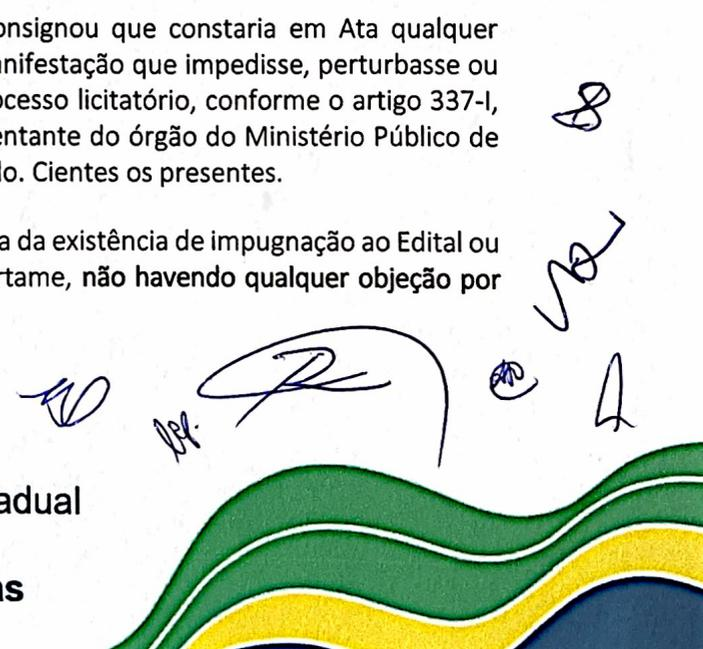 onsignou que constaria em Ata qualquer
anifestação que impedisse, perturbasse ou
ocesso licitatório, conforme o artigo 337-I,
entante do órgão do Ministério Público de
do. Cientes os presentes.
a da existência de impugnação ao Edital ou
rtame, não havendo qualquer objeção por
adual
as